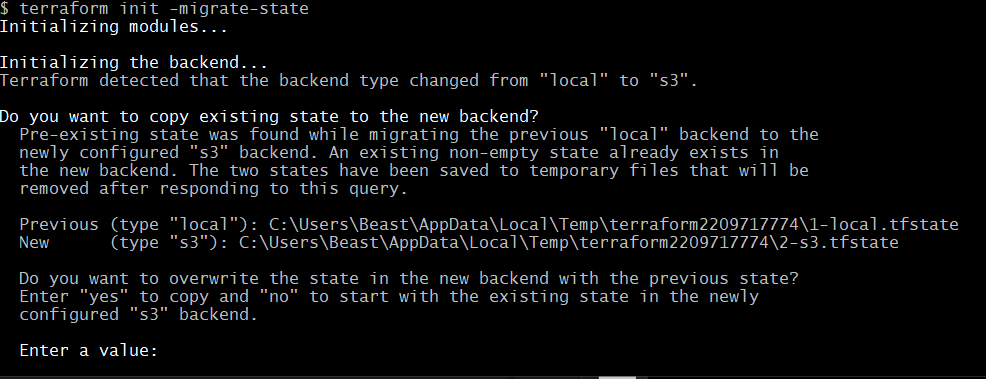 $ terraform init -migrate-state
Initializing modules...
Initializing the backend...
Terraform detected that the backend type changed from "local" to "s3".
Do you want to copy existing state to the new backend?
Pre-existing state was found while migrating the previous "local" backend to the
newly configured "s3" backend. An existing non-empty state already exists in
the new backend. The two states have been saved to temporary files that will be
removed after responding to this query.
Previous (type "local"): C:\Users\Beast\AppData\Local\Temp\terraform2209717774\1-local.tfstate
New      (type "s3"): C:\Users\Beast\AppData\Local\Temp\terraform2209717774\2-s3.tfstate
Do you want to overwrite the state in the new backend with the previous state?
Enter "yes" to copy and "no" to start with the existing state in the newly
configured "s3" backend.
Enter a value: